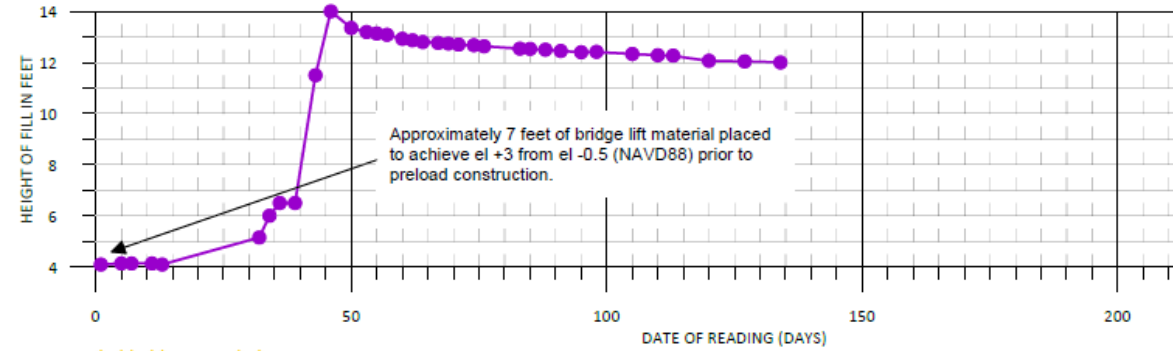 14
12
10
8
6
4
HEIGHT OF FILL IN FEET
Approximately 7 feet of bridge lift material placed
to achieve el +3 from el -0.5 (NAVD88) prior to
preload construction.
0 50 100 150 200
DATE OF READING (DAYS)